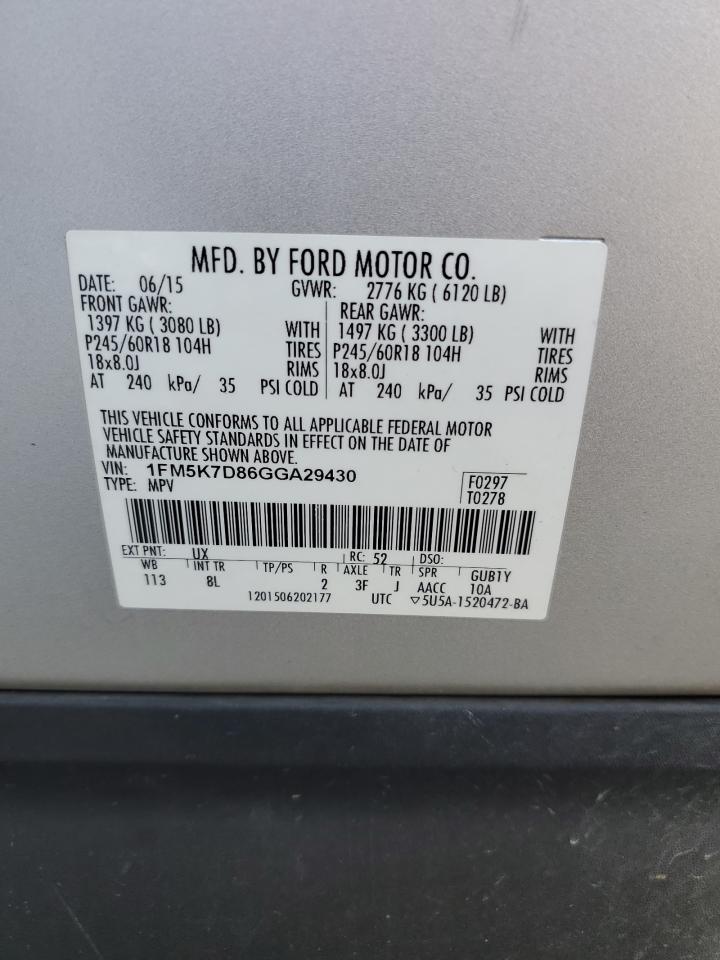 MFD. BY FORD MOTOR CO.
DATE: 06/15 GVWR: 2776 KG ( 6120 LB)
FRONT GAWR: REAR GAWR:
1397 KG ( 3080 LB) WITH 1497 KG ( 3300 LB) WITH
P245/60R18 104H TIRES P245/60R18 104H TIRES
18x8.0J RIMS 18x8.0J RIMS
AT 240 kPa/ 35 PSI COLD AT 240 kPa/ 35 PSI COLD
THIS VEHICLE CONFORMS TO ALL APPLICABLE FEDERAL MOTOR
VEHICLE SAFETY STANDARDS IN EFFECT ON THE DATE OF
MANUFACTURE SHOWN ABOVE.
VIN: 1FM5K7D86GGA29430 F0297
TYPE: MPV T0278
EXT PNT: UX RC: 52 DSO:
WB INT TR TP/PS R AXLE TR SPR GUB1Y
113 8L 2 3F J AACC 10A
1201506202177 UTC ▽5U5A-1520472-BA